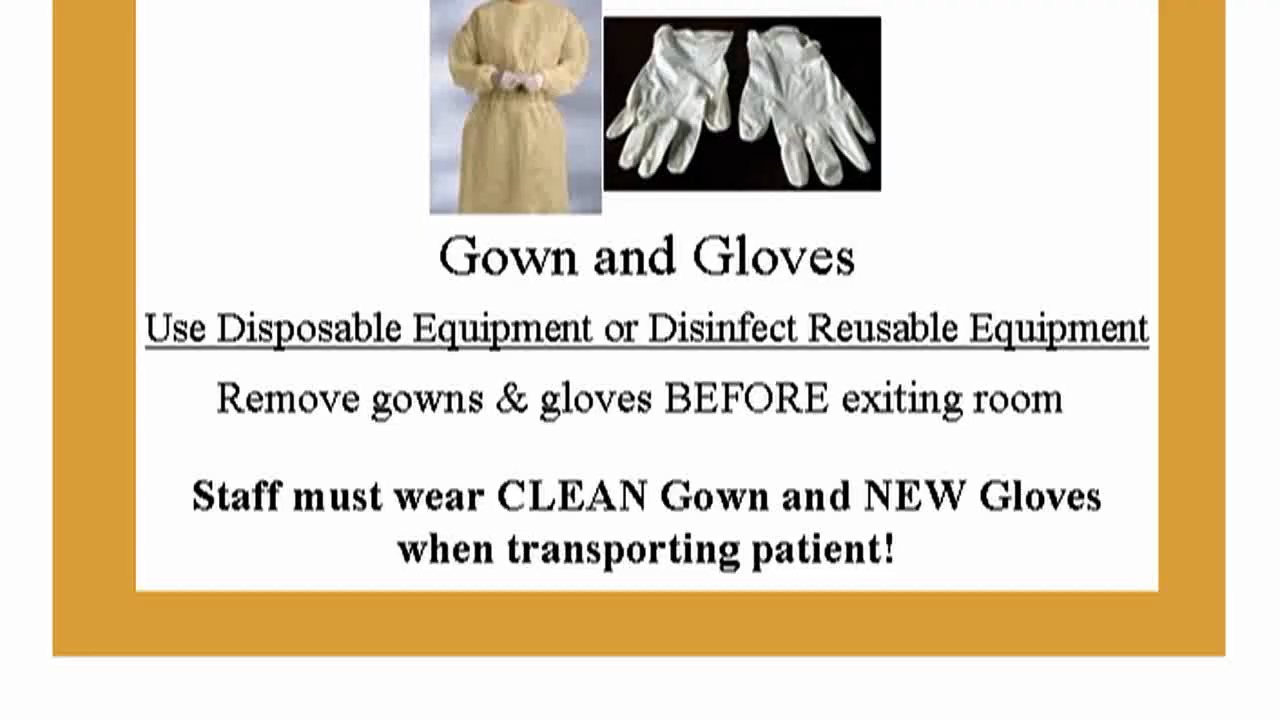 Gown and Gloves
Use Disposable Equipment or Disinfect Reusable Equipment
Remove gowns & gloves BEFORE exiting room
Staff must wear CLEAN Gown and NEW Gloves
when transporting patient!